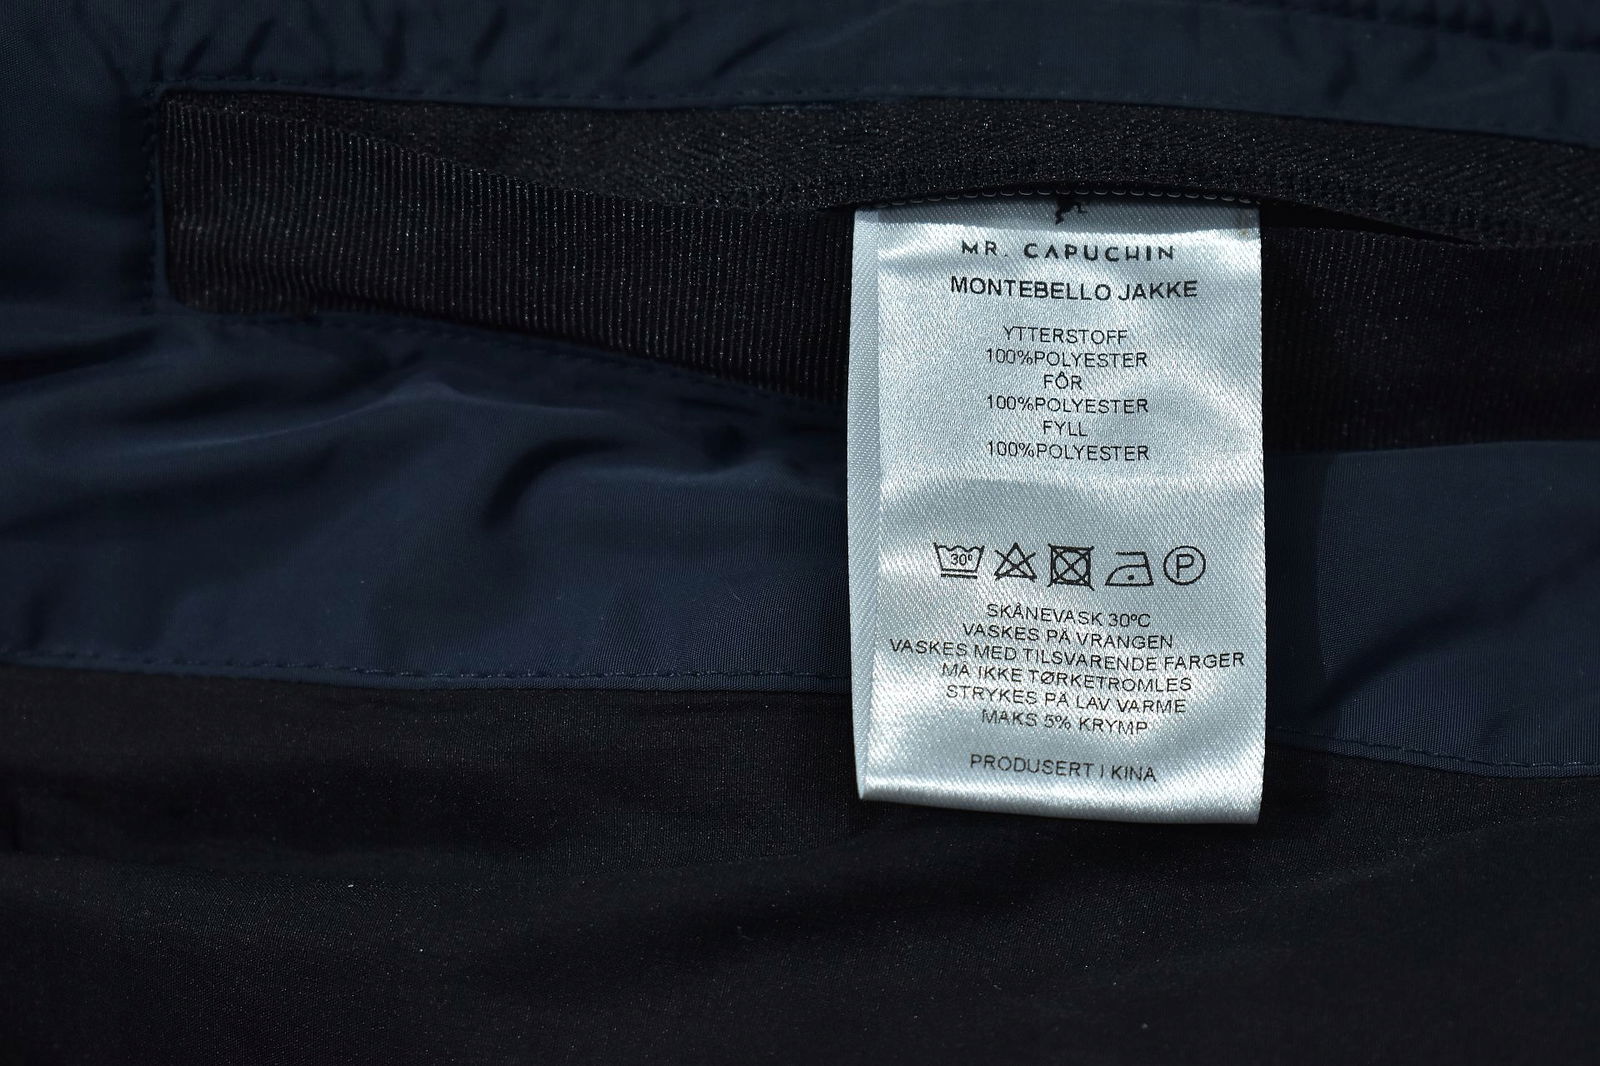 MR. CAPUCHIN
MONTEBELLO JAKKE
YTTERSTOFF
100%POLYESTER
FÔR
100%POLYESTER
FYLL
100%POLYESTER
30º P
SKÅNEVASK 30ºC
VASKES PÅ VRANGEN
VASKES MED TILSVARENDE FARGER
MÅ IKKE TØRKETROMLES
STRYKES PÅ LAV VARME
MAKS 5% KRYMP
PRODUSERT I KINA